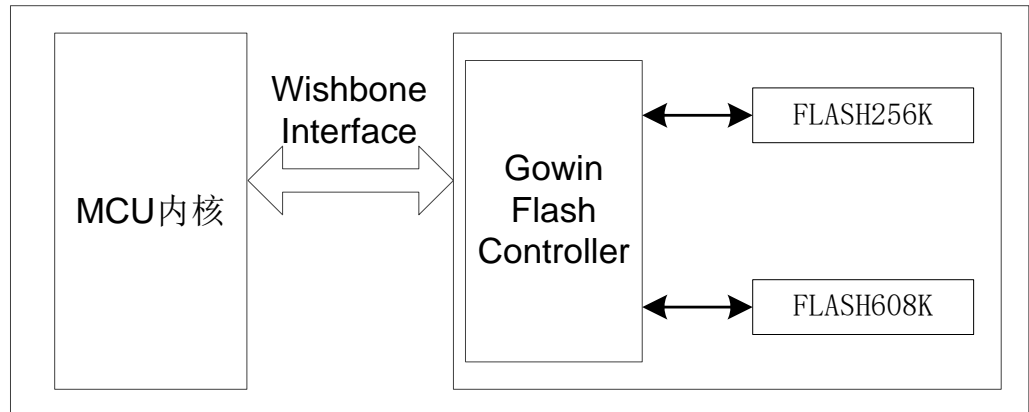 MCU内核
Wishbone
Interface
Gowin
Flash
Controller
FLASH256K
FLASH608K